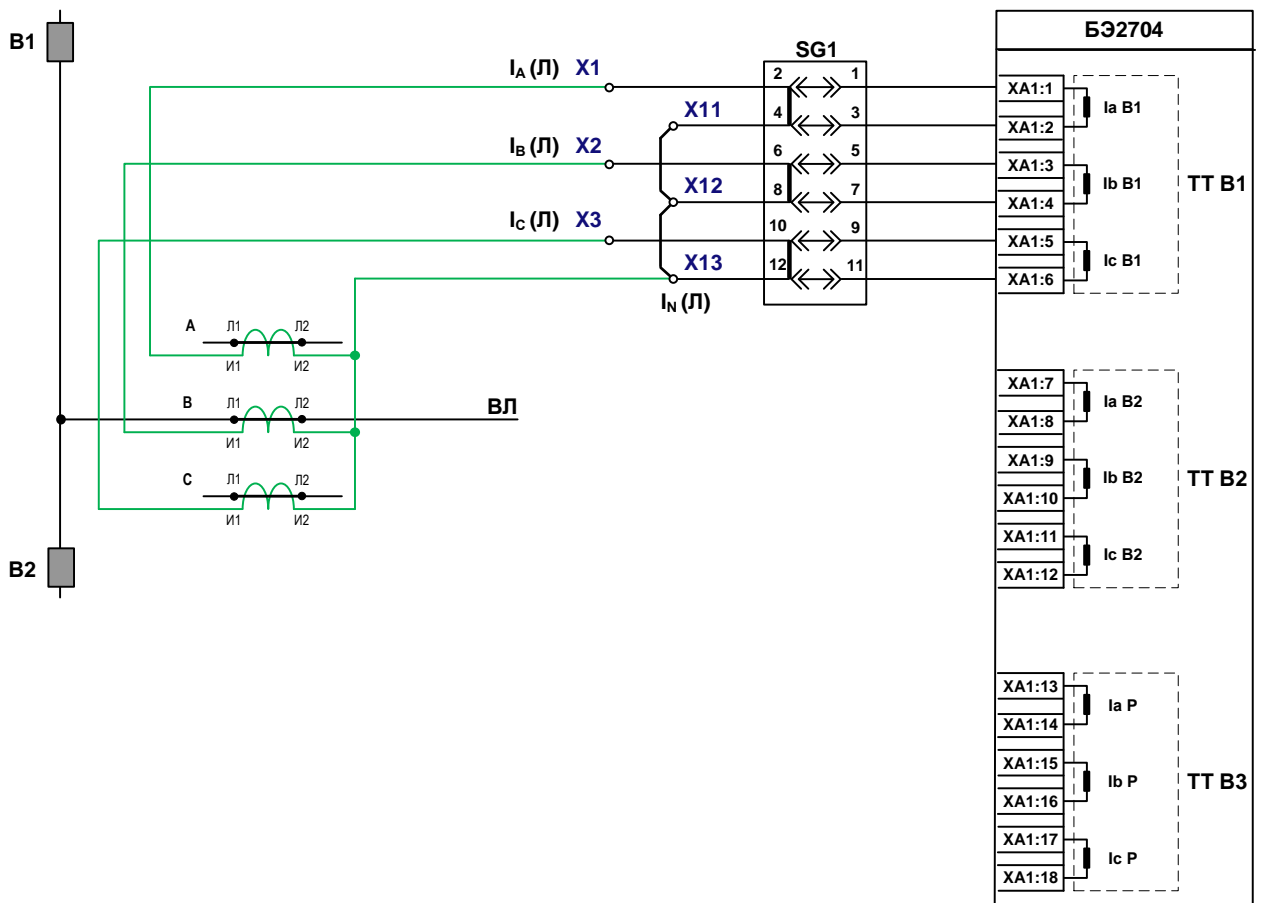 B1
БЭ2704
SG1
IA (Л) X1
2
1
XA1:1
X11
4
3
Ia B1
XA1:2
IB (Л) X2
6
5
XA1:3
X12
8
7
Ib B1
TT B1
XA1:4
IC (Л) X3
10
9
XA1:5
X13
12
11
Ic B1
XA1:6
IN (Л)
A
Л1
Л2
И1
И2
B
Л1
Л2
ВЛ
И1
И2
C
Л1
Л2
И1
И2
B2
XA1:7
Ia B2
XA1:8
XA1:9
Ib B2
TT B2
XA1:10
XA1:11
Ic B2
XA1:12
XA1:13
Ia P
XA1:14
XA1:15
Ib P
TT B3
XA1:16
XA1:17
Ic P
XA1:18